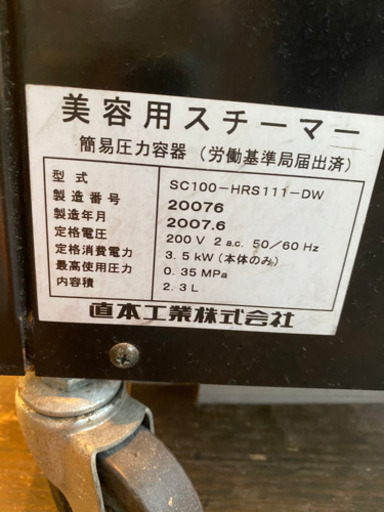 美容用スチーマー
簡易圧力容器（労働基準局届出済）
型式 SC100-HRS111-DW
製造番号 20076
製造年月 2007.6
定格電圧 200 V 2 a.c. 50/60 Hz
定格消費電力 3.5 kW (本体のみ)
最高使用圧力 0.35 MPa
内容積 2.3 L
直本工業株式会社